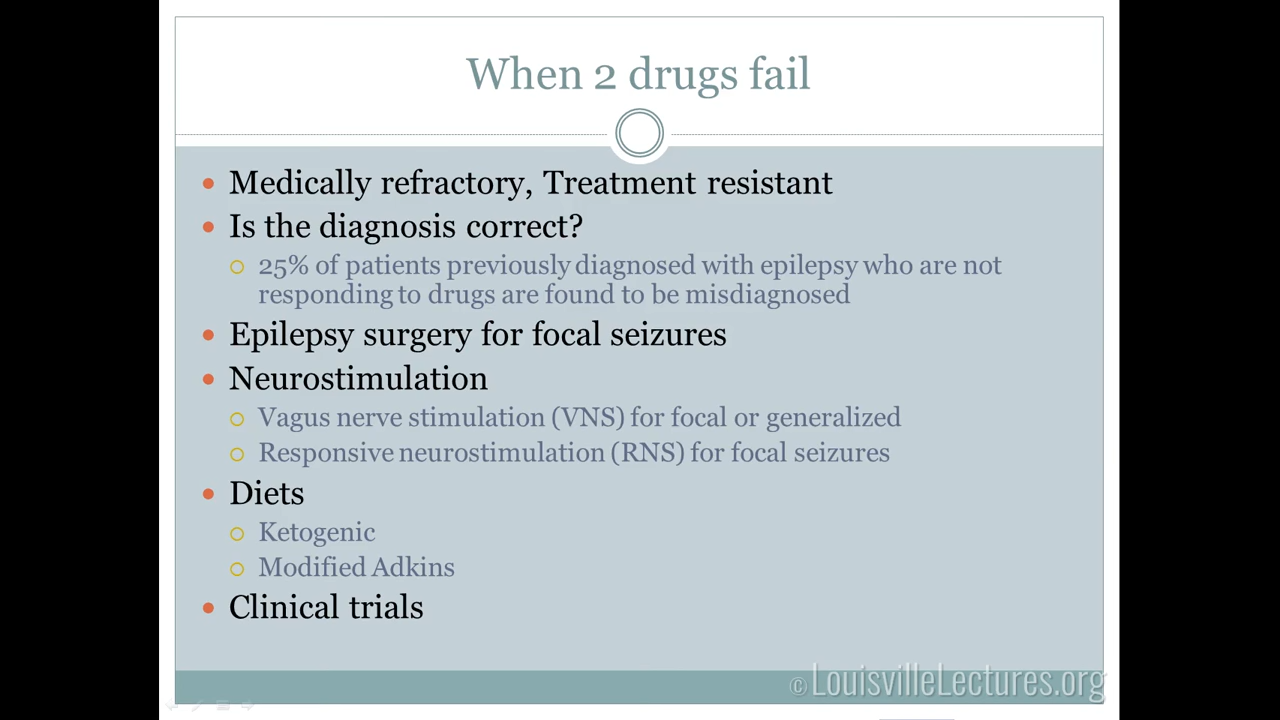 When 2 drugs fail
Medically refractory, Treatment resistant
Is the diagnosis correct?
25% of patients previously diagnosed with epilepsy who are not
responding to drugs are found to be misdiagnosed
Epilepsy surgery for focal seizures
Neurostimulation
Vagus nerve stimulation (VNS) for focal or generalized
Responsive neurostimulation (RNS) for focal seizures
Diets
Ketogenic
Modified Adkins
Clinical trials
© LouisvilleLectures.org